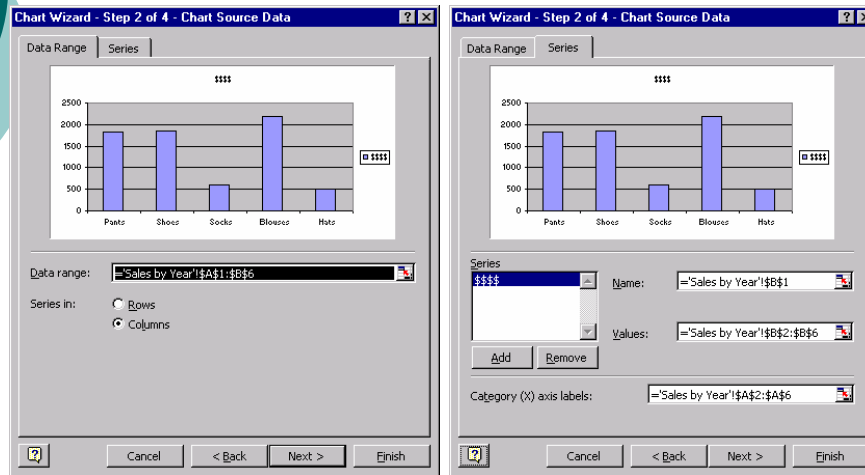 Chart Wizard - Step 2 of 4 - Chart Source Data
Data Range
Series
$$$$
2500
2000
1500
1000
500
0
$$$$
Pants
Shoes
Socks
Blouses
Hats
Data range:
='Sales by Year'!$A$1:$B$6
Series in:
Rows
Columns
Cancel
< Back
Next >
Finish
Chart Wizard - Step 2 of 4 - Chart Source Data
Data Range
Series
$$$$
2500
2000
1500
1000
500
0
$$$$
Pants
Shoes
Socks
Blouses
Hats
Series
$$$$
Name:
='Sales by Year'!$B$1
Values:
='Sales by Year'!$B$2:$B$6
Add
Remove
Category (X) axis labels:
='Sales by Year'!$A$2:$A$6
Cancel
< Back
Next >
Finish